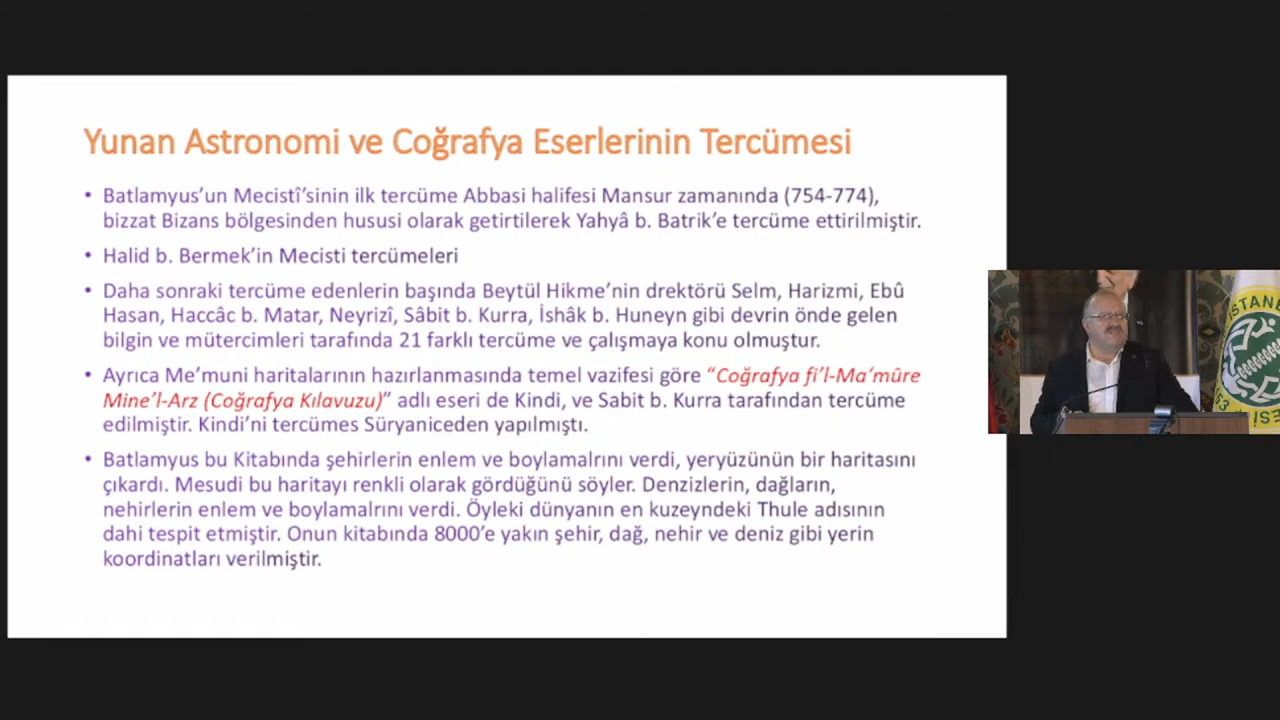 Yunan Astronomi ve Coğrafya Eserlerinin Tercümesi
• Batlamyus'un Mecistî'sinin ilk tercüme Abbasi halifesi Mansur zamanında (754-774),
bizzat Bizans bölgesinden hususi olarak getirtilerek Yahyâ b. Batrik'e tercüme ettirilmiştir.
• Halid b. Bermek'in Mecisti tercümeleri
• Daha sonraki tercüme edenlerin başında Beytül Hikme'nin drektörü Selm, Harizmi, Ebû
Hasan, Haccâc b. Matar, Neyrizî, Sâbit b. Kurra, İshâk b. Huneyn gibi devrin önde gelen
bilgin ve mütercimleri tarafında 21 farklı tercüme ve çalışmaya konu olmuştur.
• Ayrıca Me'muni haritalarının hazırlanmasında temel vazifesi göre "Coğrafya fi'l-Ma'mûre
Mine'l-Arz (Coğrafya Kılavuzu)" adlı eseri de Kindi, ve Sabit b. Kurra tarafından tercüme
edilmiştir. Kindi'ni tercümes Süryaniceden yapılmıştı.
• Batlamyus bu Kitabında şehirlerin enlem ve boylamalrını verdi, yeryüzünün bir haritasını
çıkardı. Mesudi bu haritayı renkli olarak gördüğünü söyler. Denzizlerin, dağların,
nehirlerin enlem ve boylamalrını verdi. Öyleki dünyanın en kuzeyndeki Thule adısının
dahi tespit etmiştir. Onun kitabında 8000'e yakın şehir, dağ, nehir ve deniz gibi yerin
koordinatları verilmiştir.